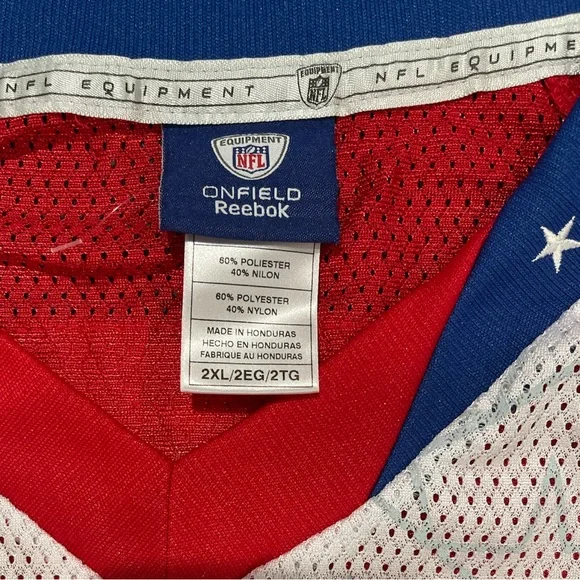 NFL EQUIPMENT
EQUIPMENT
NFL
NFL EQUIPME
EQUIPMENT
NFL
ONFIELD
Reebok
60% POLIESTER
40% NILON
60% POLYESTER
40% NYLON
MADE IN HONDURAS
HECHO EN HONDURAS
FABRIQUE AU HONDURAS
2XL/2EG/2TG